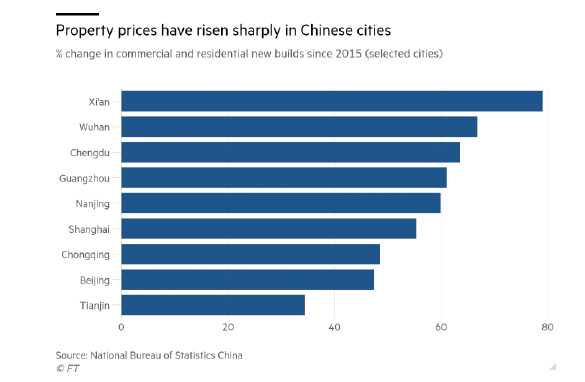 Property prices have risen sharply in Chinese cities
% change in commercial and residential new builds since 2015 (selected cities)
Xi'an
Wuhan
Chengdu
Guangzhou
Nanjing
Shanghai
Chongqing
Beijing
Tianjin
0 20 40 60 80
Source: National Bureau of Statistics China
© FT